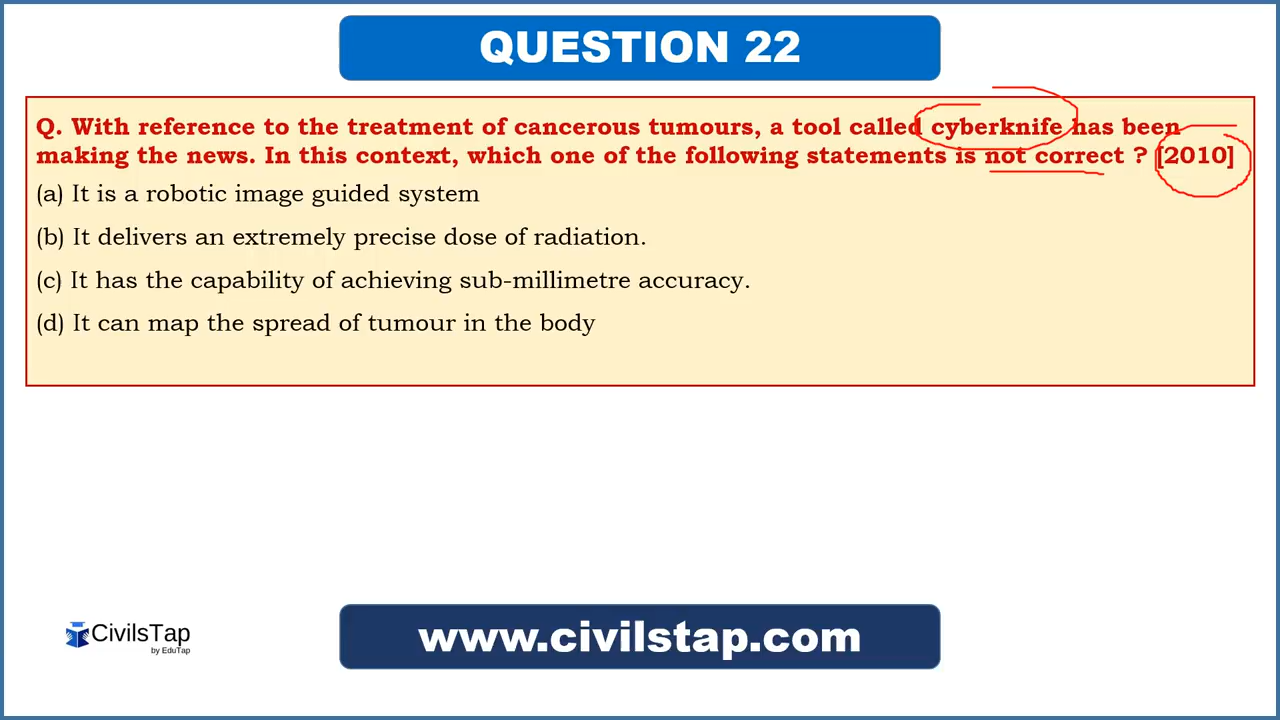 QUESTION 22
Q. With reference to the treatment of cancerous tumours, a tool called cyberknife has been
making the news. In this context, which one of the following statements is not correct ? [2010]
(a) It is a robotic image guided system
(b) It delivers an extremely precise dose of radiation.
(c) It has the capability of achieving sub-millimetre accuracy.
(d) It can map the spread of tumour in the body
CivilsTap
by EduTap
www.civilstap.com